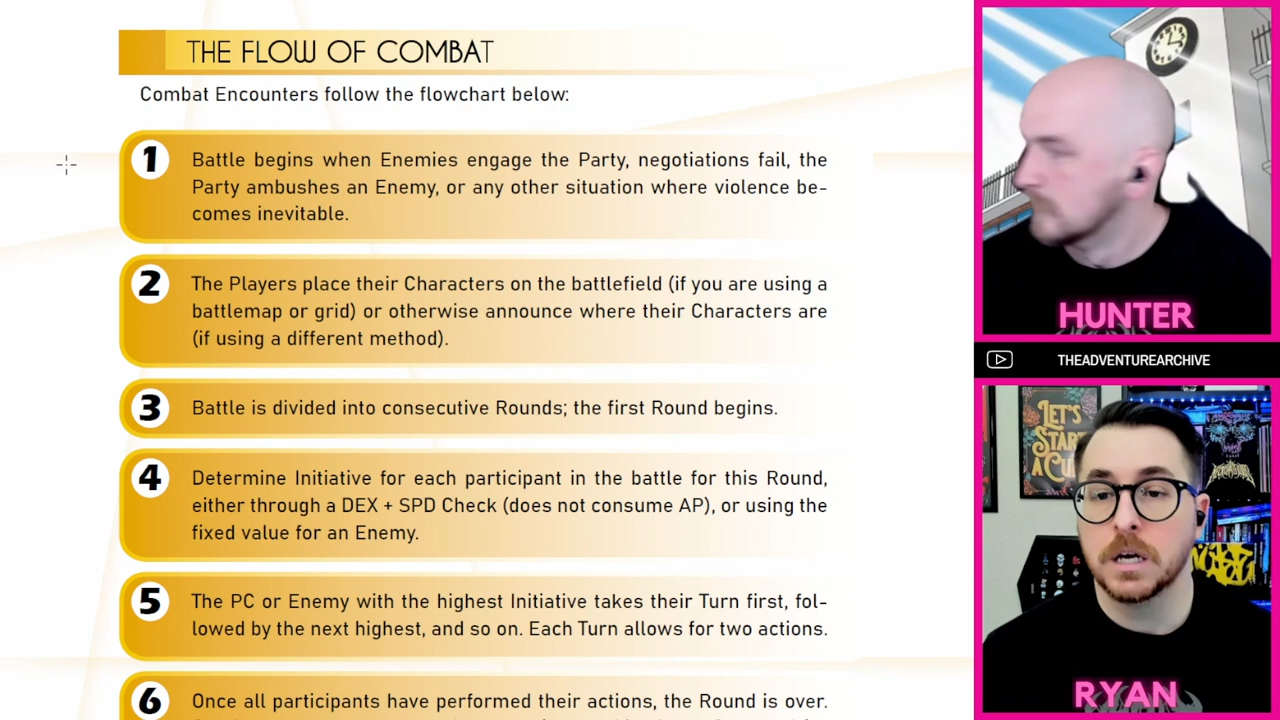 THE FLOW OF COMBAT
Combat Encounters follow the flowchart below:
1
Battle begins when Enemies engage the Party, negotiations fail, the
Party ambushes an Enemy, or any other situation where violence be-
comes inevitable.
2
The Players place their Characters on the battlefield (if you are using a
battlemap or grid) or otherwise announce where their Characters are
(if using a different method).
3
Battle is divided into consecutive Rounds; the first Round begins.
4
Determine Initiative for each participant in the battle for this Round,
either through a DEX + SPD Check (does not consume AP), or using the
fixed value for an Enemy.
5
The PC or Enemy with the highest Initiative takes their Turn first, fol-
lowed by the next highest, and so on. Each Turn allows for two actions.
6
Once all participants have performed their actions, the Round is over.
HUNTER
THEADVENTUREARCHIVE
LET'S
START
A CU
RYAN